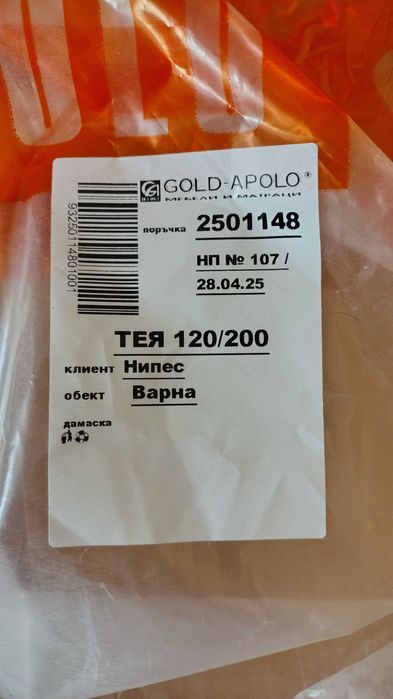 GOLD-APOLO®
МЕБЕЛИ И МАТРАЦИ
поръчка 2501148
НП № 107 /
28.04.25
93250114801001
ТЕЯ 120/200
клиент Нипес
обект Варна
дамаска